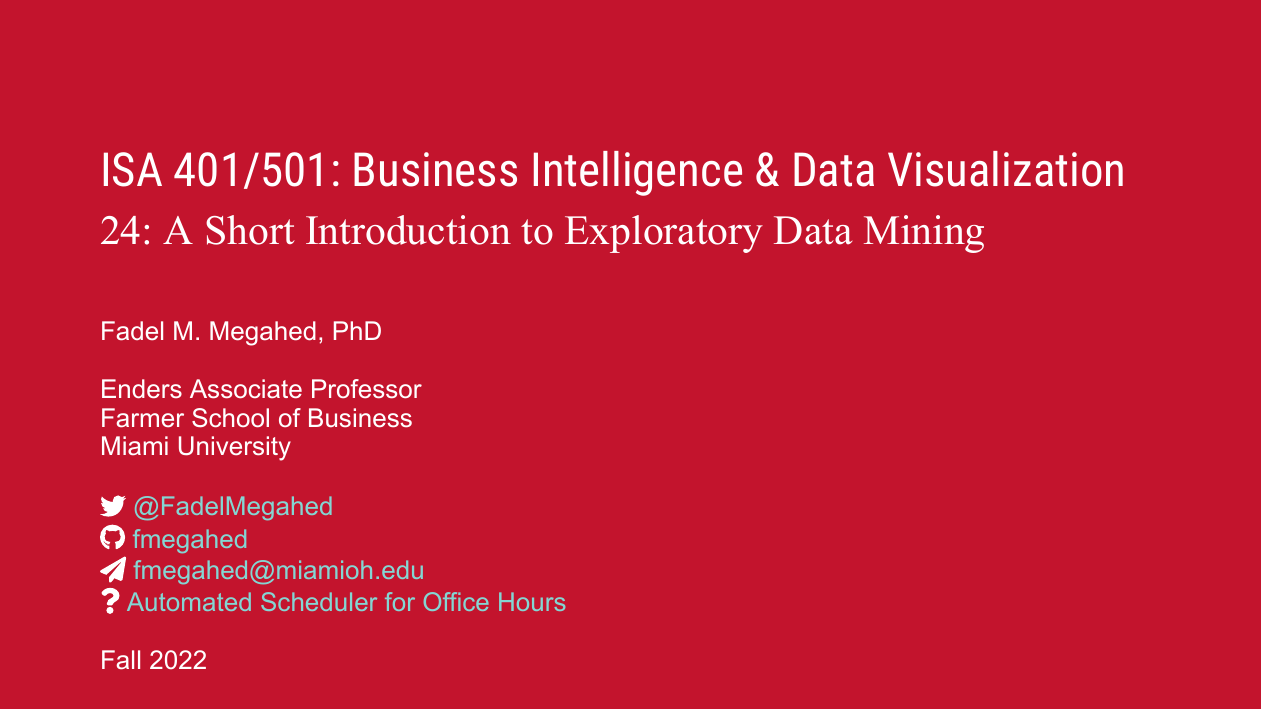 ISA 401/501: Business Intelligence & Data Visualization
24: A Short Introduction to Exploratory Data Mining
Fadel M. Megahed, PhD
Enders Associate Professor
Farmer School of Business
Miami University
@FadelMegahed
fmegahed
fmegahed@miamioh.edu
Automated Scheduler for Office Hours
Fall 2022